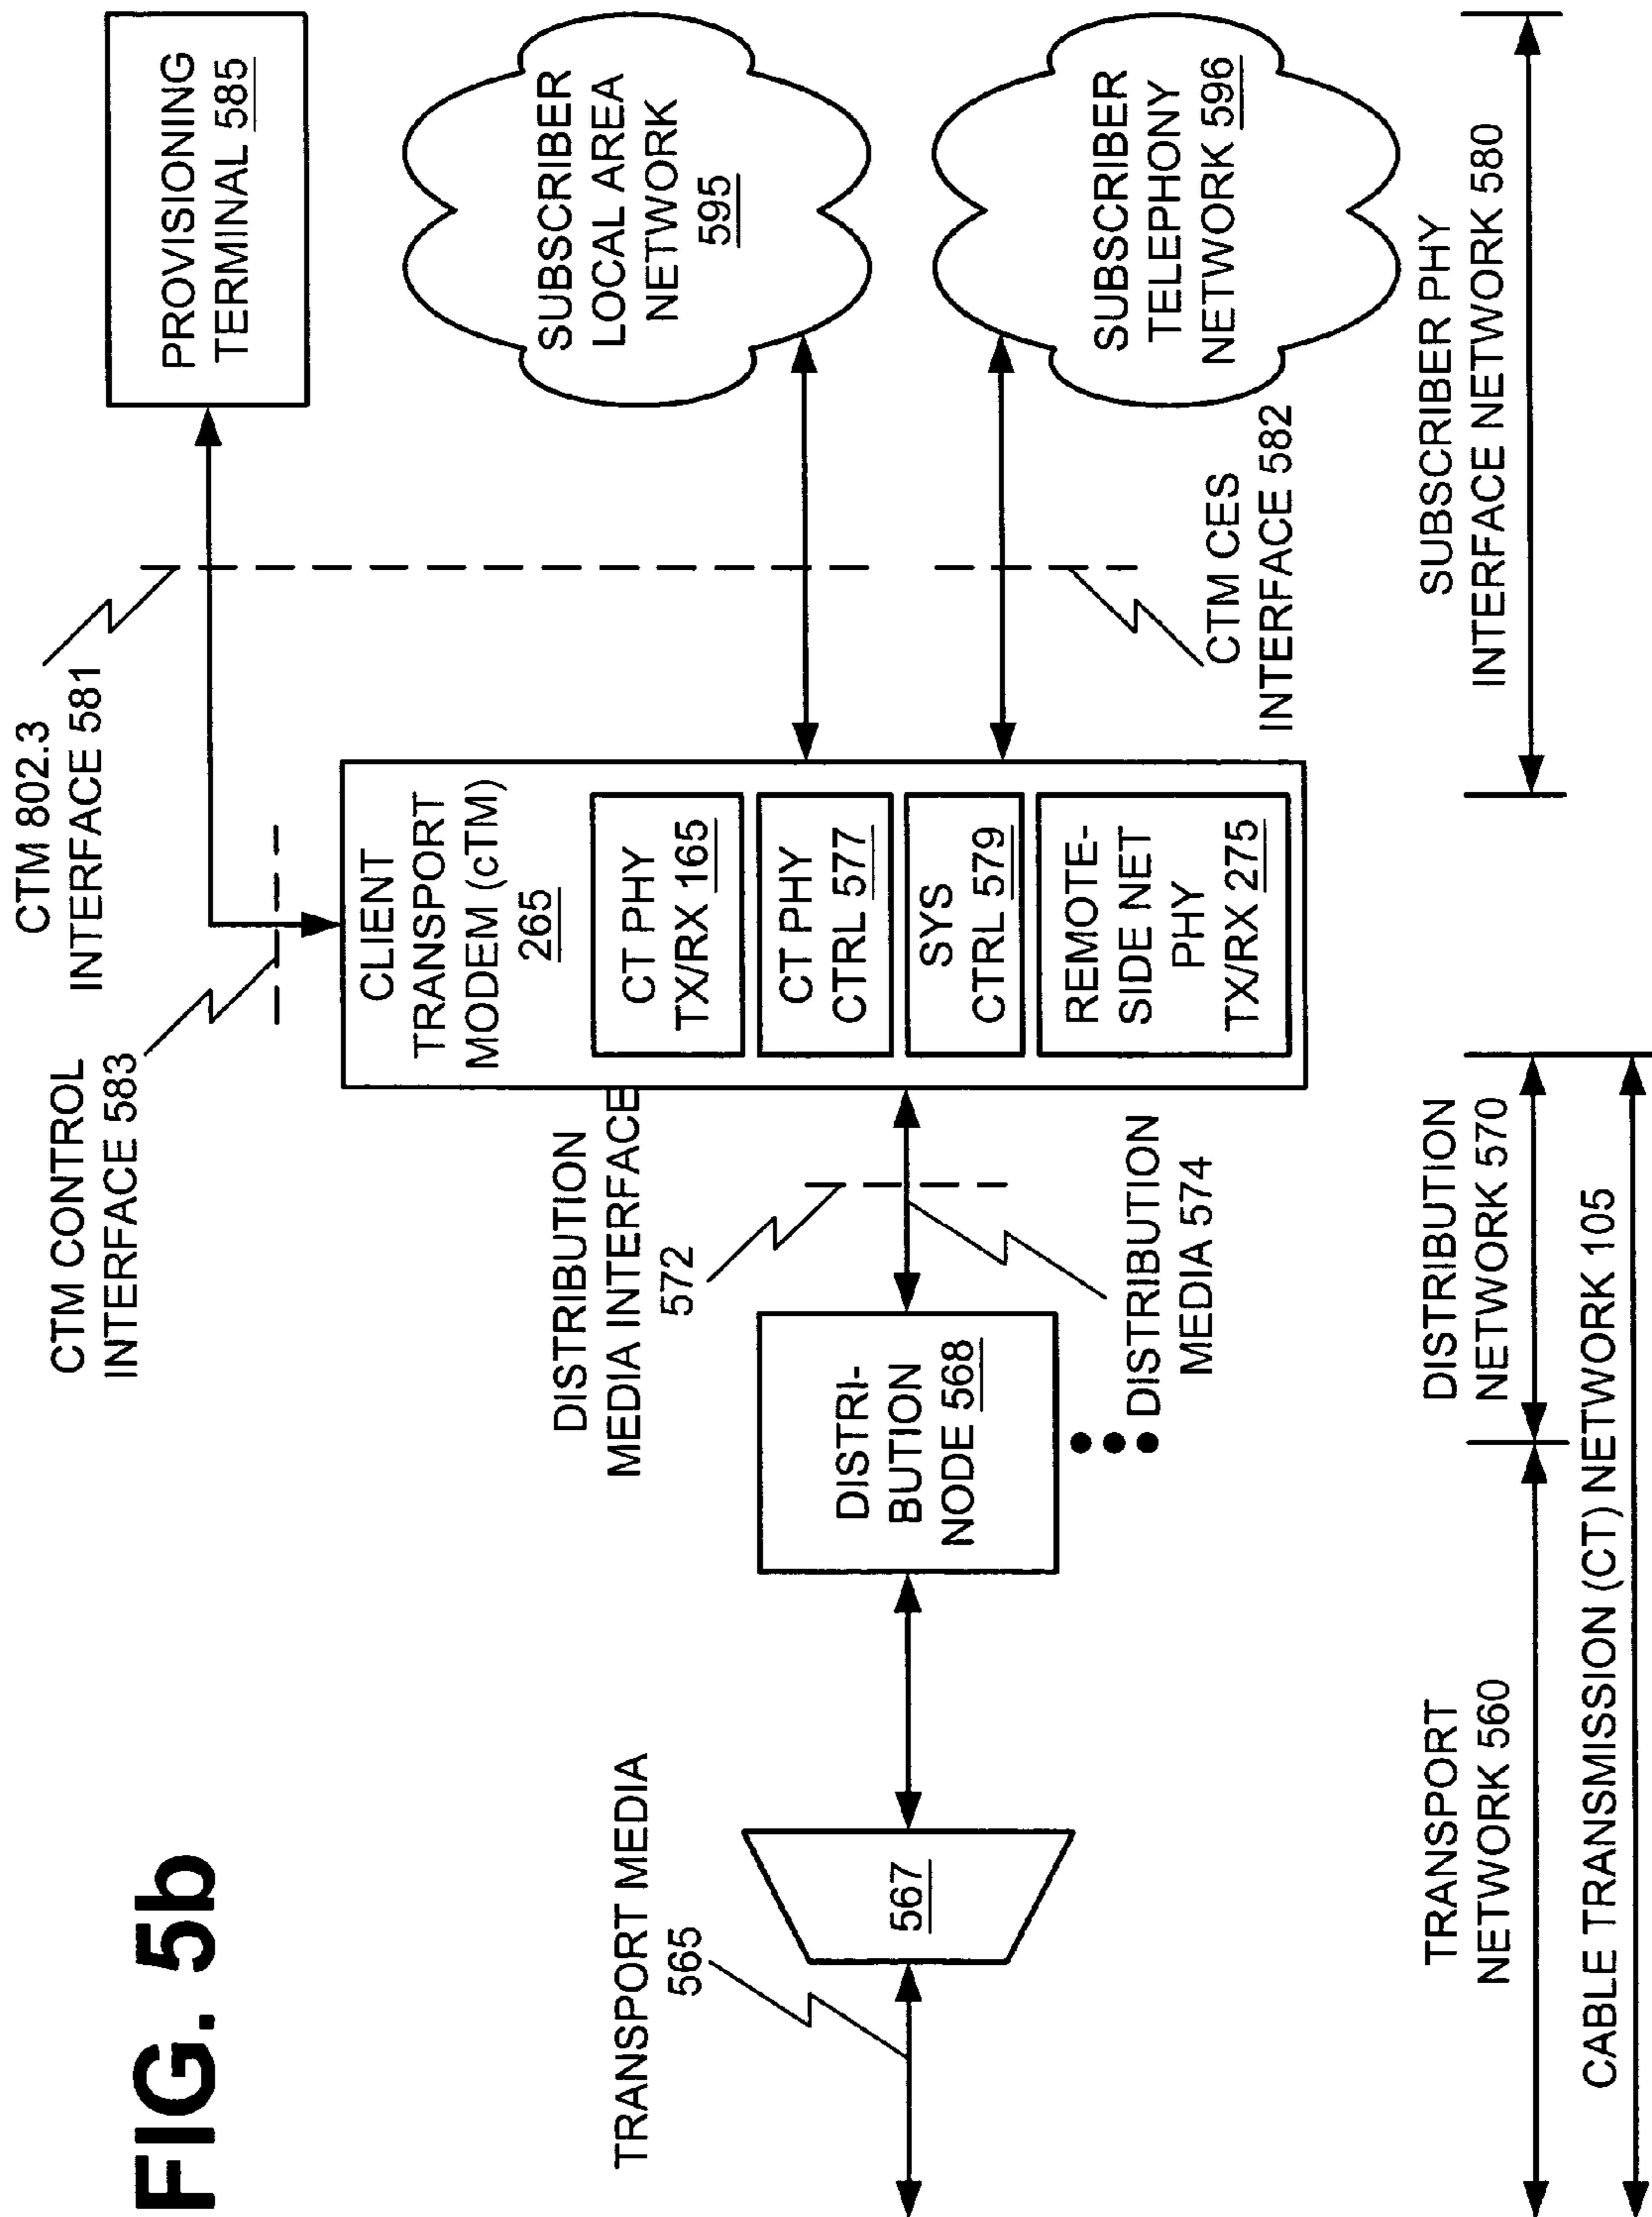 FIG. 5b
CTM CONTROL
INTERFACE 583
CTM 802.3
INTERFACE 581
PROVISIONING
TERMINAL 585
TRANSPORT MEDIA
565
567
DISTRI-
BUTION
NODE 568
DISTRIBUTION
MEDIA INTERFACE
572
DISTRIBUTION
MEDIA 574
CLIENT
TRANSPORT
MODEM (cTM)
265
CT PHY
TX/RX 165
CT PHY
CTRL 577
SYS
CTRL 579
REMOTE-
SIDE NET
PHY
TX/RX 275
SUBSCRIBER
LOCAL AREA
NETWORK
595
SUBSCRIBER
TELEPHONY
NETWORK 596
CTM CES
INTERFACE 582
TRANSPORT
NETWORK 560
DISTRIBUTION
NETWORK 570
SUBSCRIBER PHY
INTERFACE NETWORK 580
CABLE TRANSMISSION (CT) NETWORK 105